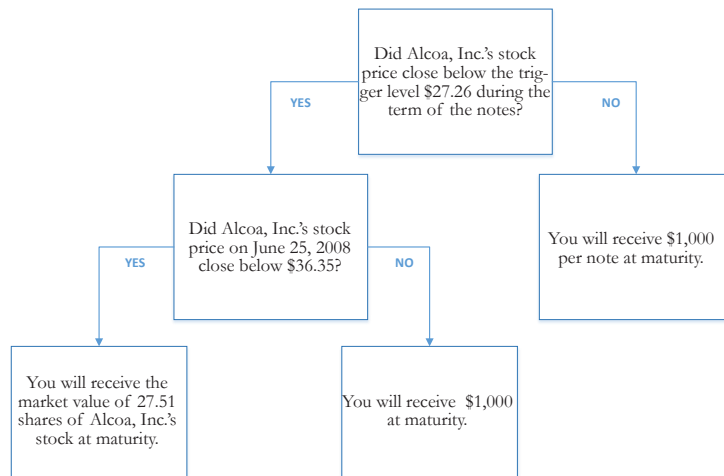 Did Alcoa, Inc.'s stock
price close below the trig-
ger level $27.26 during the
term of the notes?
YES
NO
Did Alcoa, Inc.'s stock
price on June 25, 2008
close below $36.35?
You will receive $1,000
per note at maturity.
YES
NO
You will receive the
market value of 27.51
shares of Alcoa, Inc.'s
stock at maturity.
You will receive $1,000
at maturity.